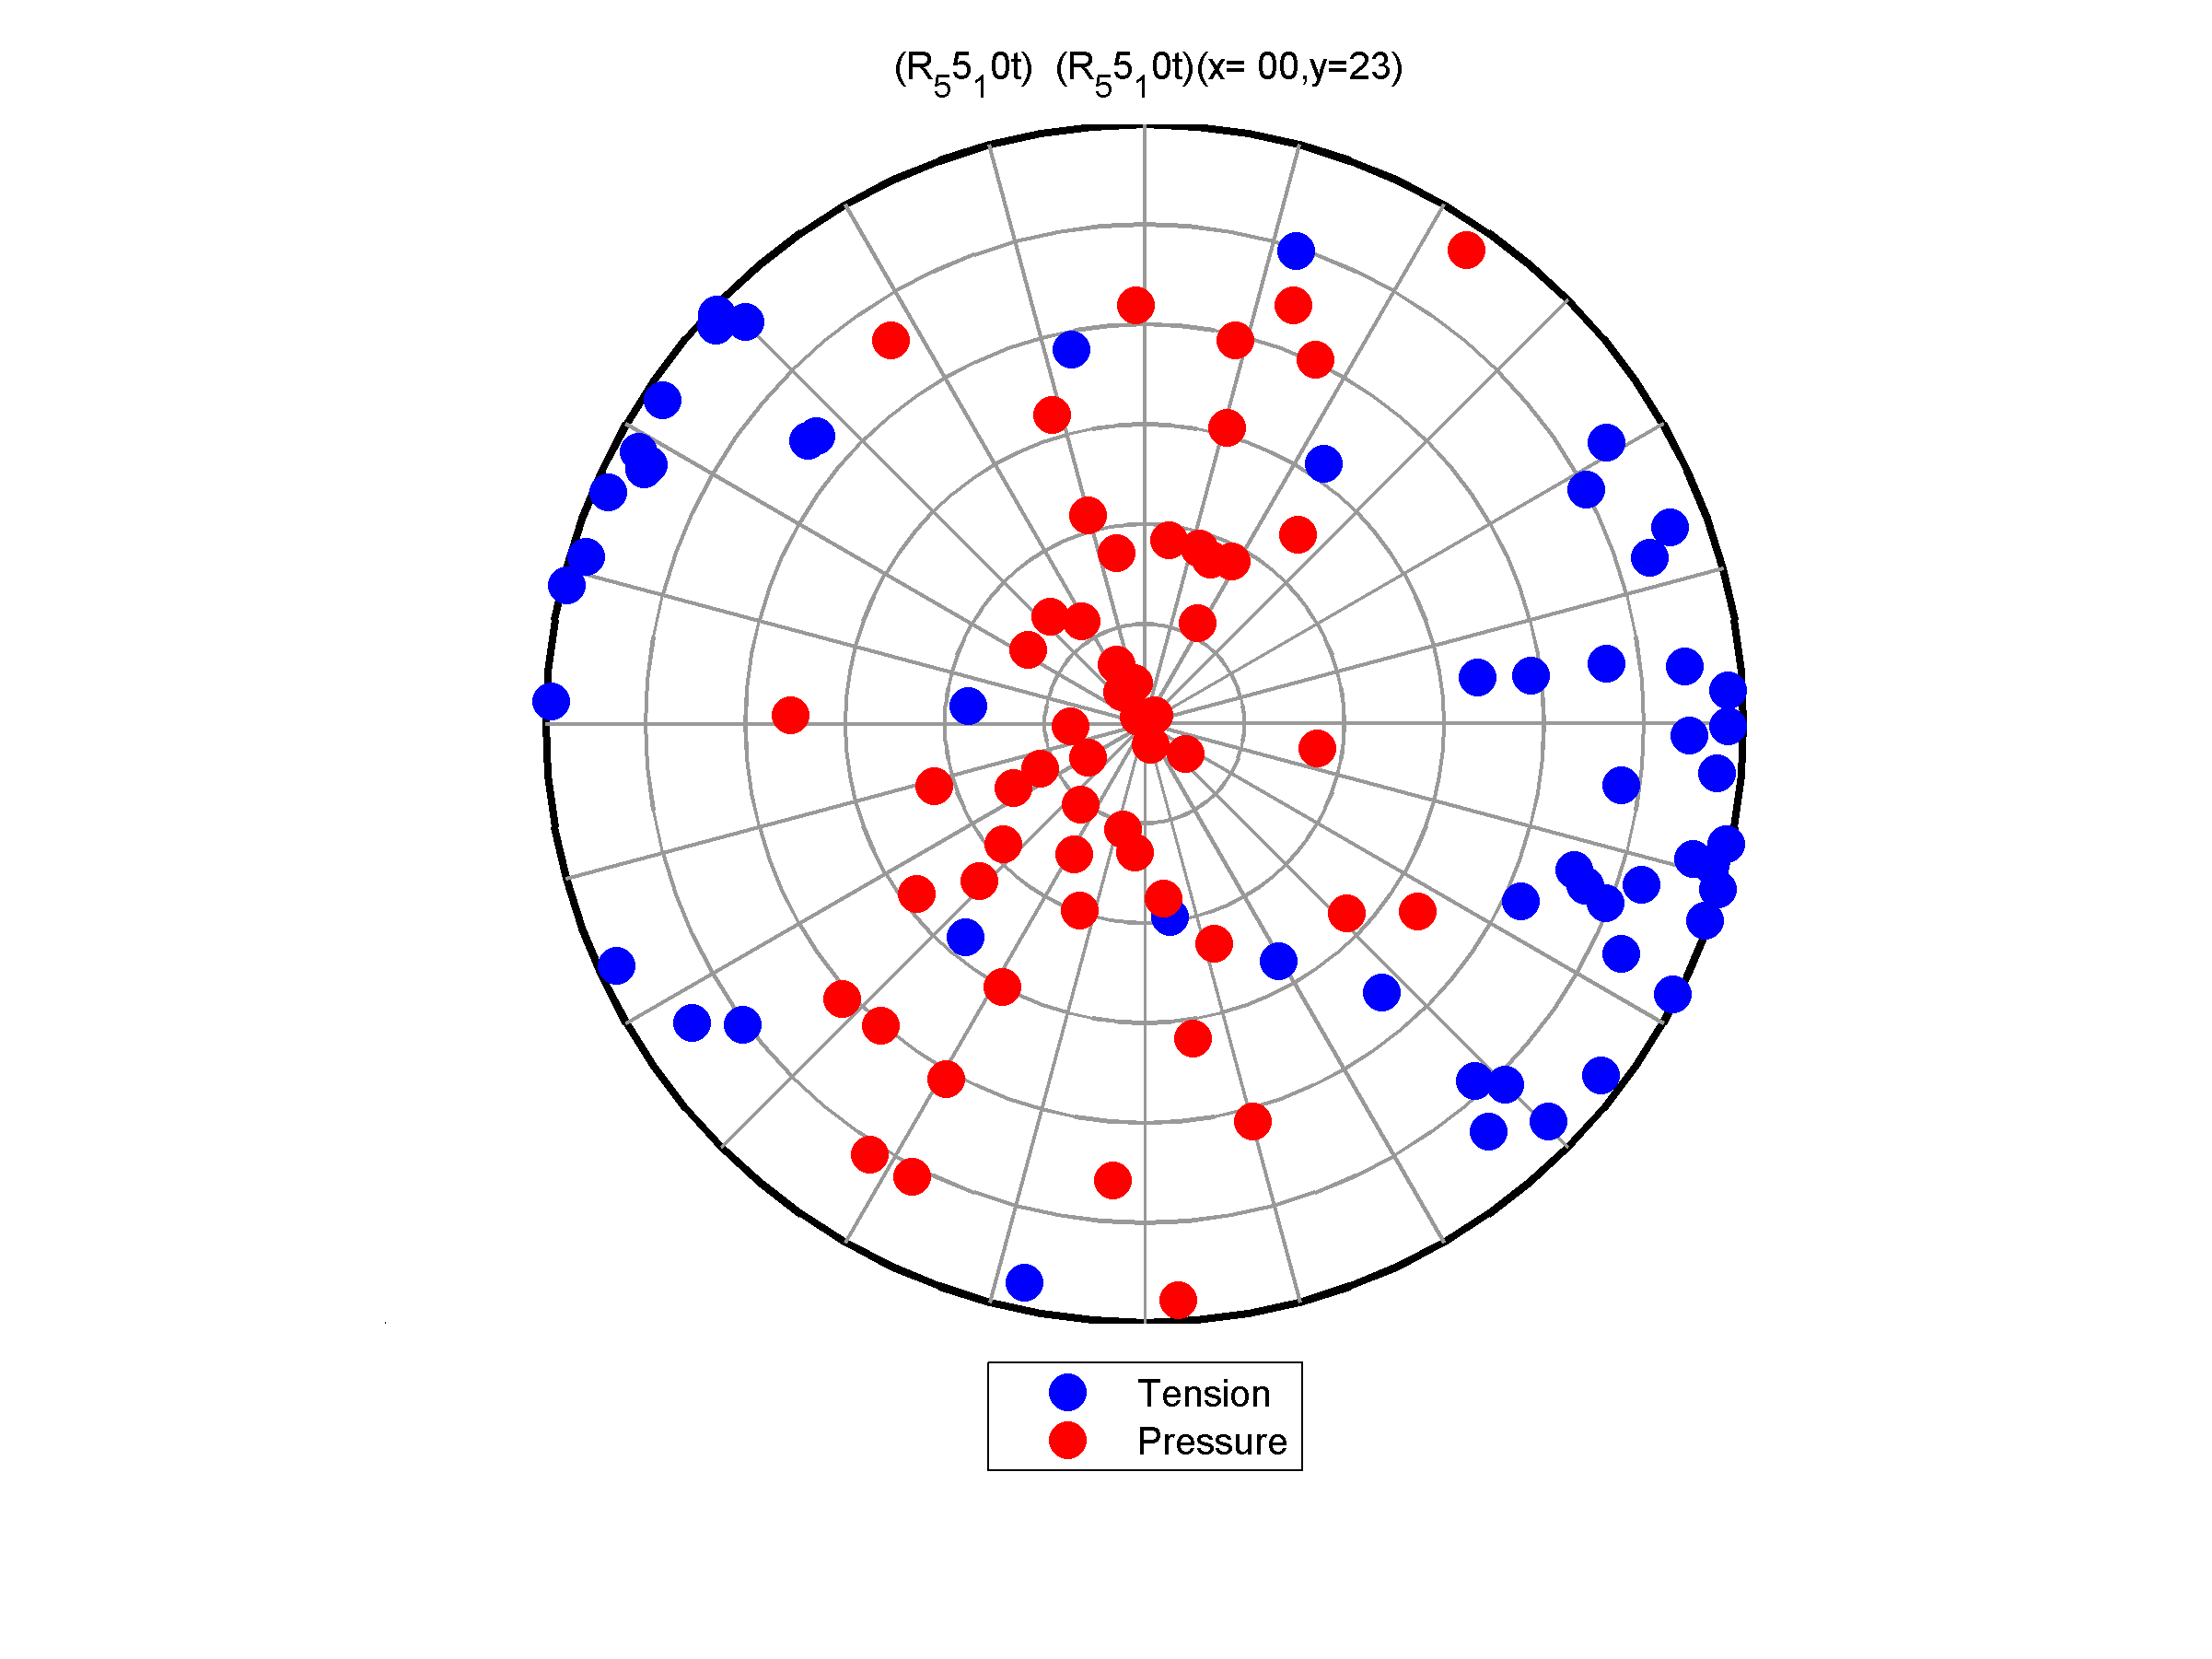 (R₅5₁0t) (R₅5₁0t)(x= 00,y=23)
Tension
Pressure